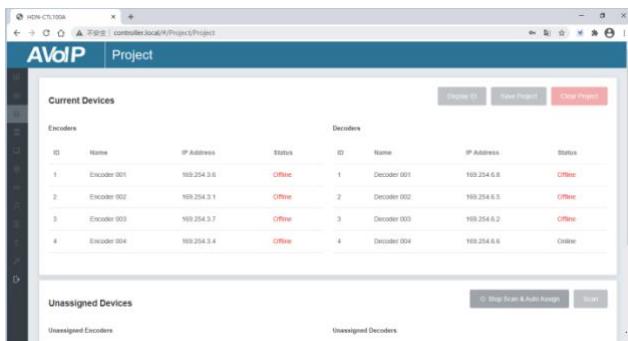 HDN-CTL100A
不安全 controller.local/#/Project/Project
AVoIP Project
Current Devices Display ID Save Project Clear Project
Encoders Decoders
ID Name IP Address Status ID Name IP Address Status
1 Encoder 001 169.254.3.6 Offline 1 Decoder 001 169.254.6.8 Offline
2 Encoder 002 169.254.3.1 Offline 2 Decoder 002 169.254.6.5 Offline
3 Encoder 003 169.254.3.7 Offline 3 Decoder 003 169.254.6.2 Offline
4 Encoder 004 169.254.3.4 Offline 4 Decoder 004 169.254.6.6 Online
Unassigned Devices Stop Scan & Auto Assign Scan
Unassigned Encoders Unassigned Decoders